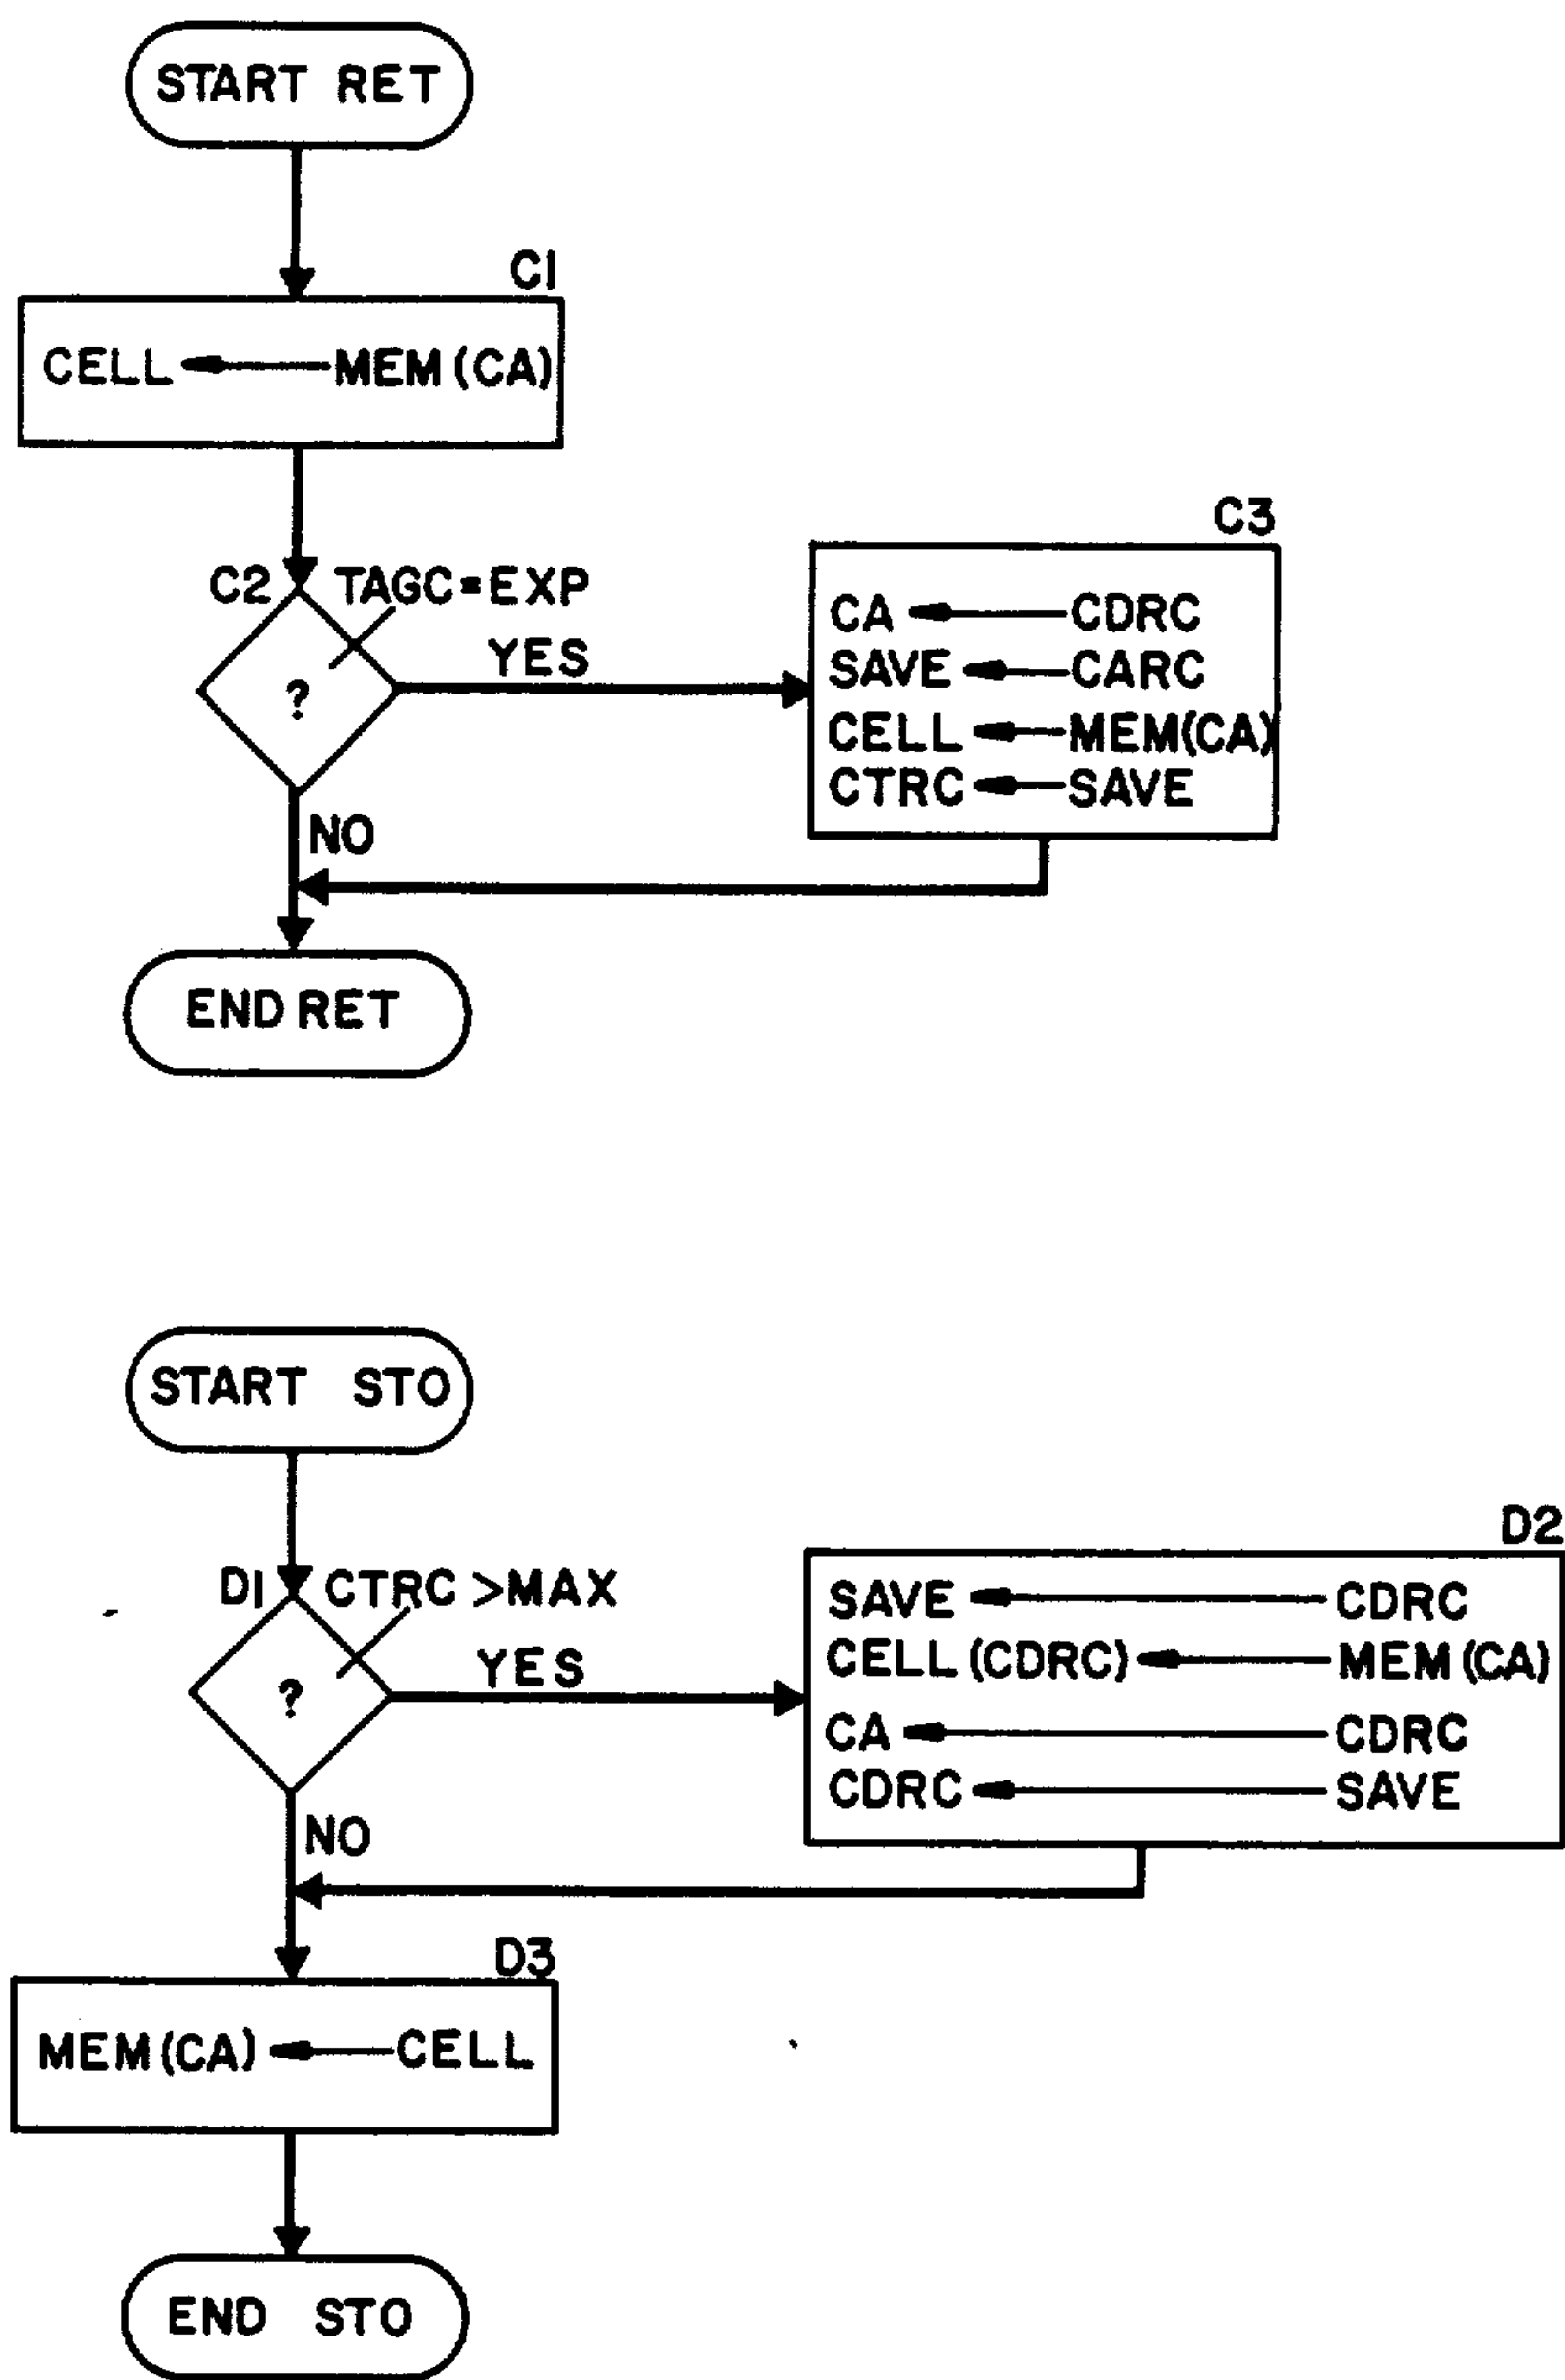 START RET
C1
CELL ← MEM(CA)
C2 TAGC=EXP
?
YES
NO
C3
CA ← CDRC
SAVE ← CARC
CELL ← MEM(CA)
CTRC ← SAVE
END RET
START STO
D1 CTRC >MAX
?
YES
NO
D2
SAVE ← CDRC
CELL(CDRC) ← MEM(CA)
CA ← CDRC
CDRC ← SAVE
D3
MEM(CA) ← CELL
END STO